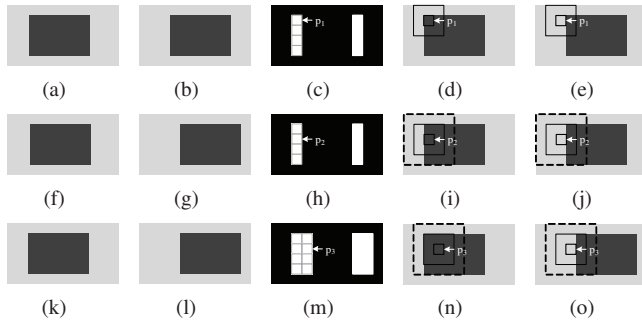 p1 p1 p1
(a) (b) (c) (d) (e)
p2 p2 p2
(f) (g) (h) (i) (j)
p3 p3 p3
(k) (l) (m) (n) (o)